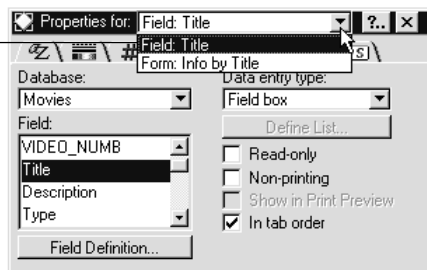 Properties for: Field: Title ?.. ×
Field: Title
Form: Info by Title
#
s
Database:
Data entry type:
Movies
Field box
Field:
Define List...
VIDEO_NUMB
Title
Description
Type
Read-only
Non-printing
Show in Print Preview
In tab order
Field Definition...